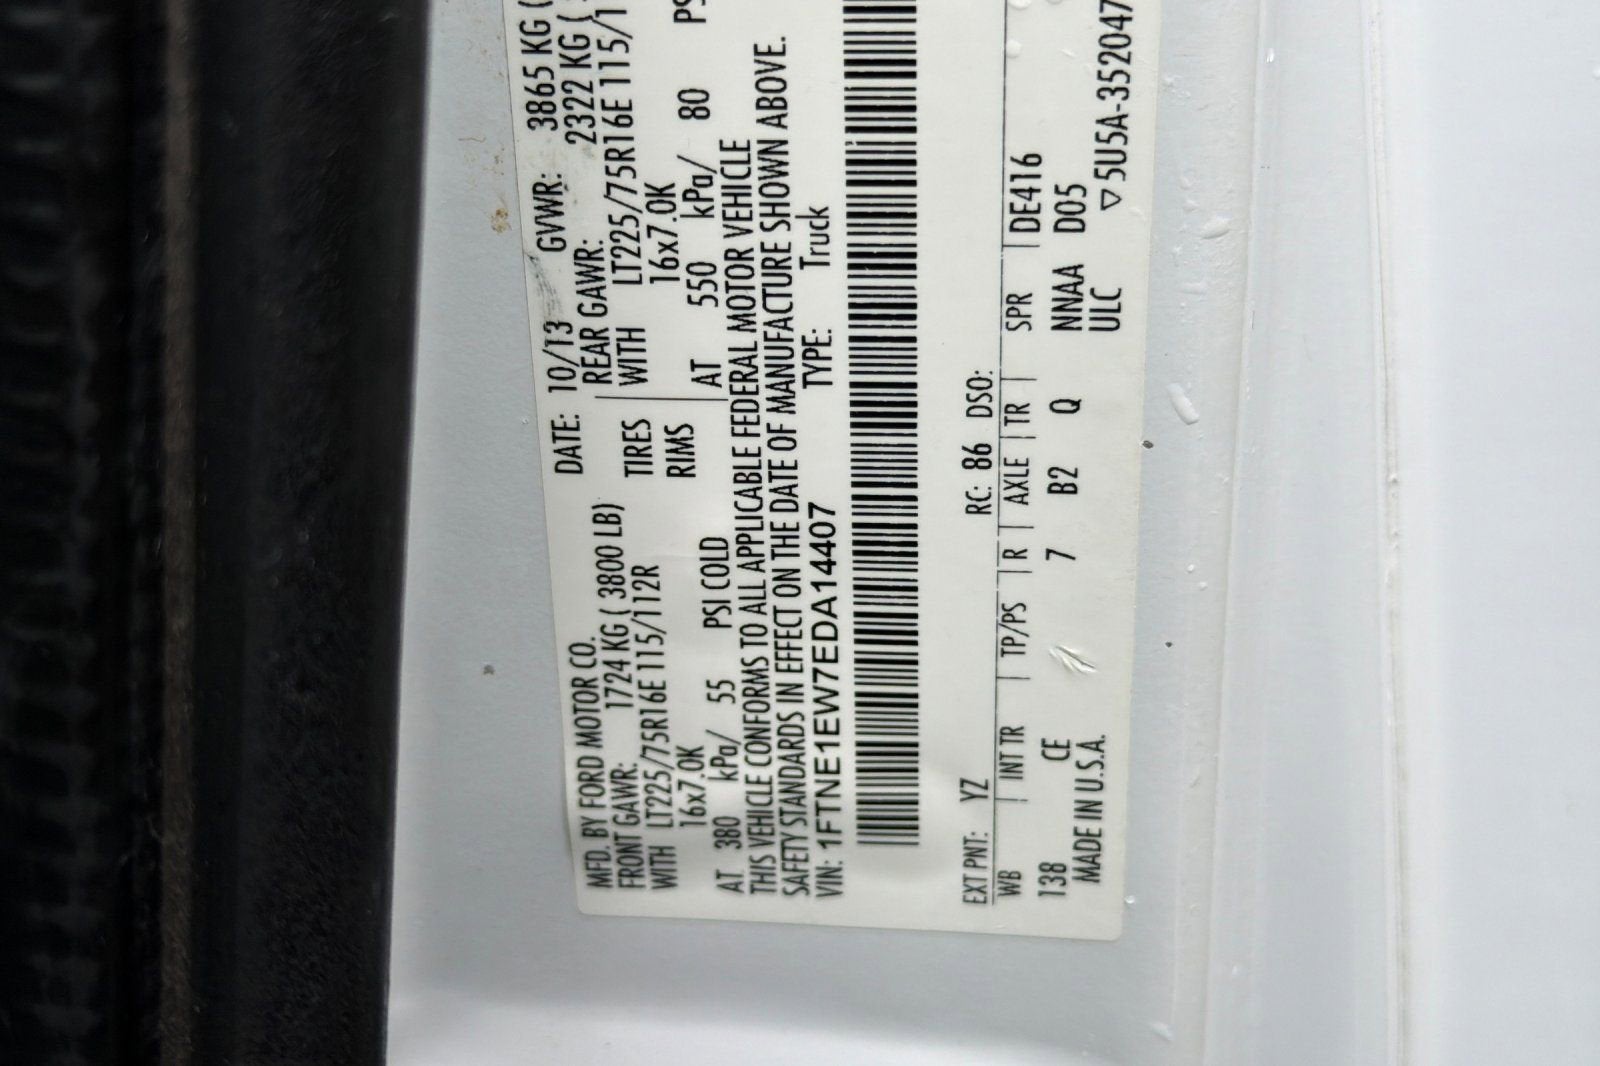 MFD. BY FORD MOTOR CO.
DATE: 10/13 GVWR: 3865 KG (
FRONT GAWR: 1724 KG ( 3800 LB)
REAR GAWR: 2322 KG (
WITH LT225/75R16E 115/112R TIRES WITH LT225/75R16E 115/1
16x7.0K RIMS 16x7.0K
AT 380 kPa/ 55 PSI COLD AT 550 kPa/ 80 PS
THIS VEHICLE CONFORMS TO ALL APPLICABLE FEDERAL MOTOR VEHICLE
SAFETY STANDARDS IN EFFECT ON THE DATE OF MANUFACTURE SHOWN ABOVE.
VIN: 1FTNE1EW7EDA14407 TYPE: Truck
EXT PNT: YZ RC: 86 DSO:
WB | INT TR | TP/PS | R | AXLE | TR | SPR | DE416
138 CE 7 B2 Q NNAA D05
MADE IN U.S.A. ULC ▽ 5U5A-352047